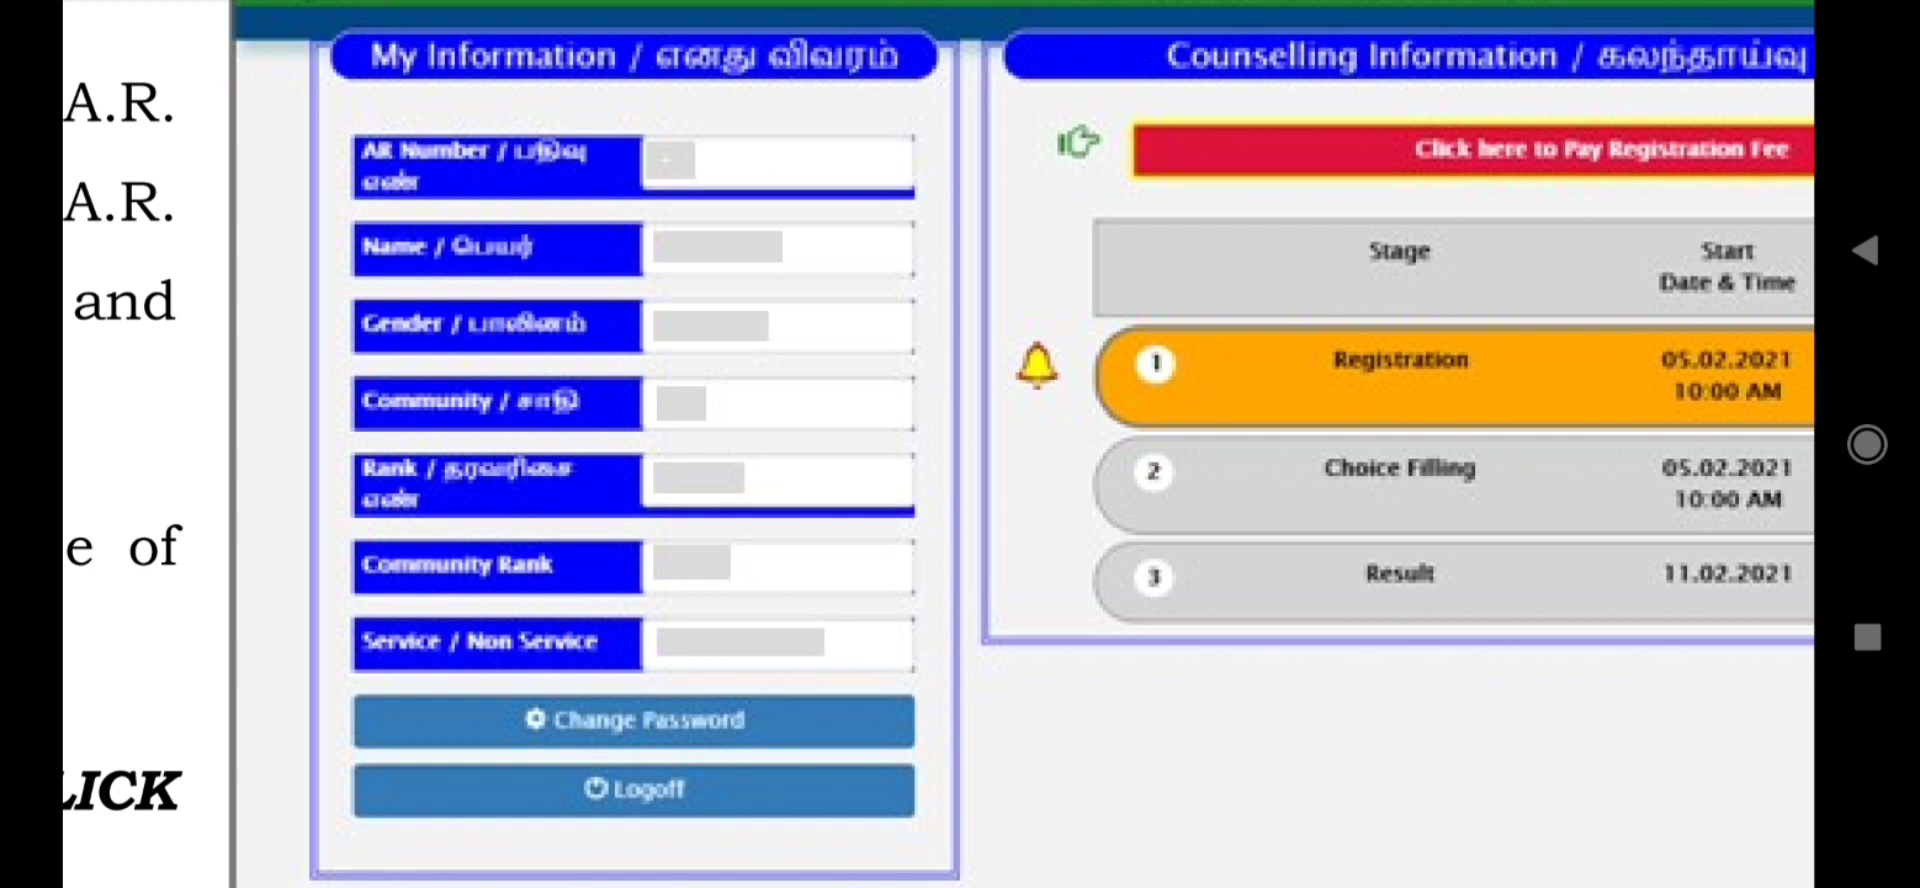 A.R.
A.R.
and
e of
LICK
My Information / எனது விவரம்
AR Number / பதிவு
எண்
Name / பெயர்
Gender / பாலினம்
Community / சாதி
Rank / தரவரிசை
எண்
Community Rank
Service / Non Service
Change Password
Logoff
Counselling Information / கலந்தாய்வு
Click here to Pay Registration Fee
Stage Start
Date & Time
1 Registration 05.02.2021
10:00 AM
2 Choice Filling 05.02.2021
10:00 AM
3 Result 11.02.2021